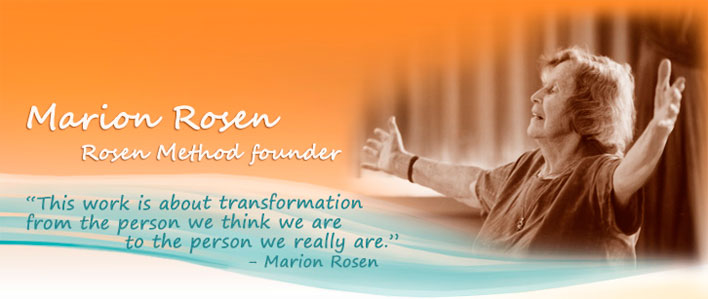 Marion Rosen
Rosen Method founder
“This work is about transformation
from the person we think we are
to the person we really are.”
- Marion Rosen